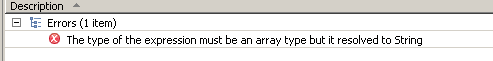 Description
Errors (1 item)
The type of the expression must be an array type but it resolved to String